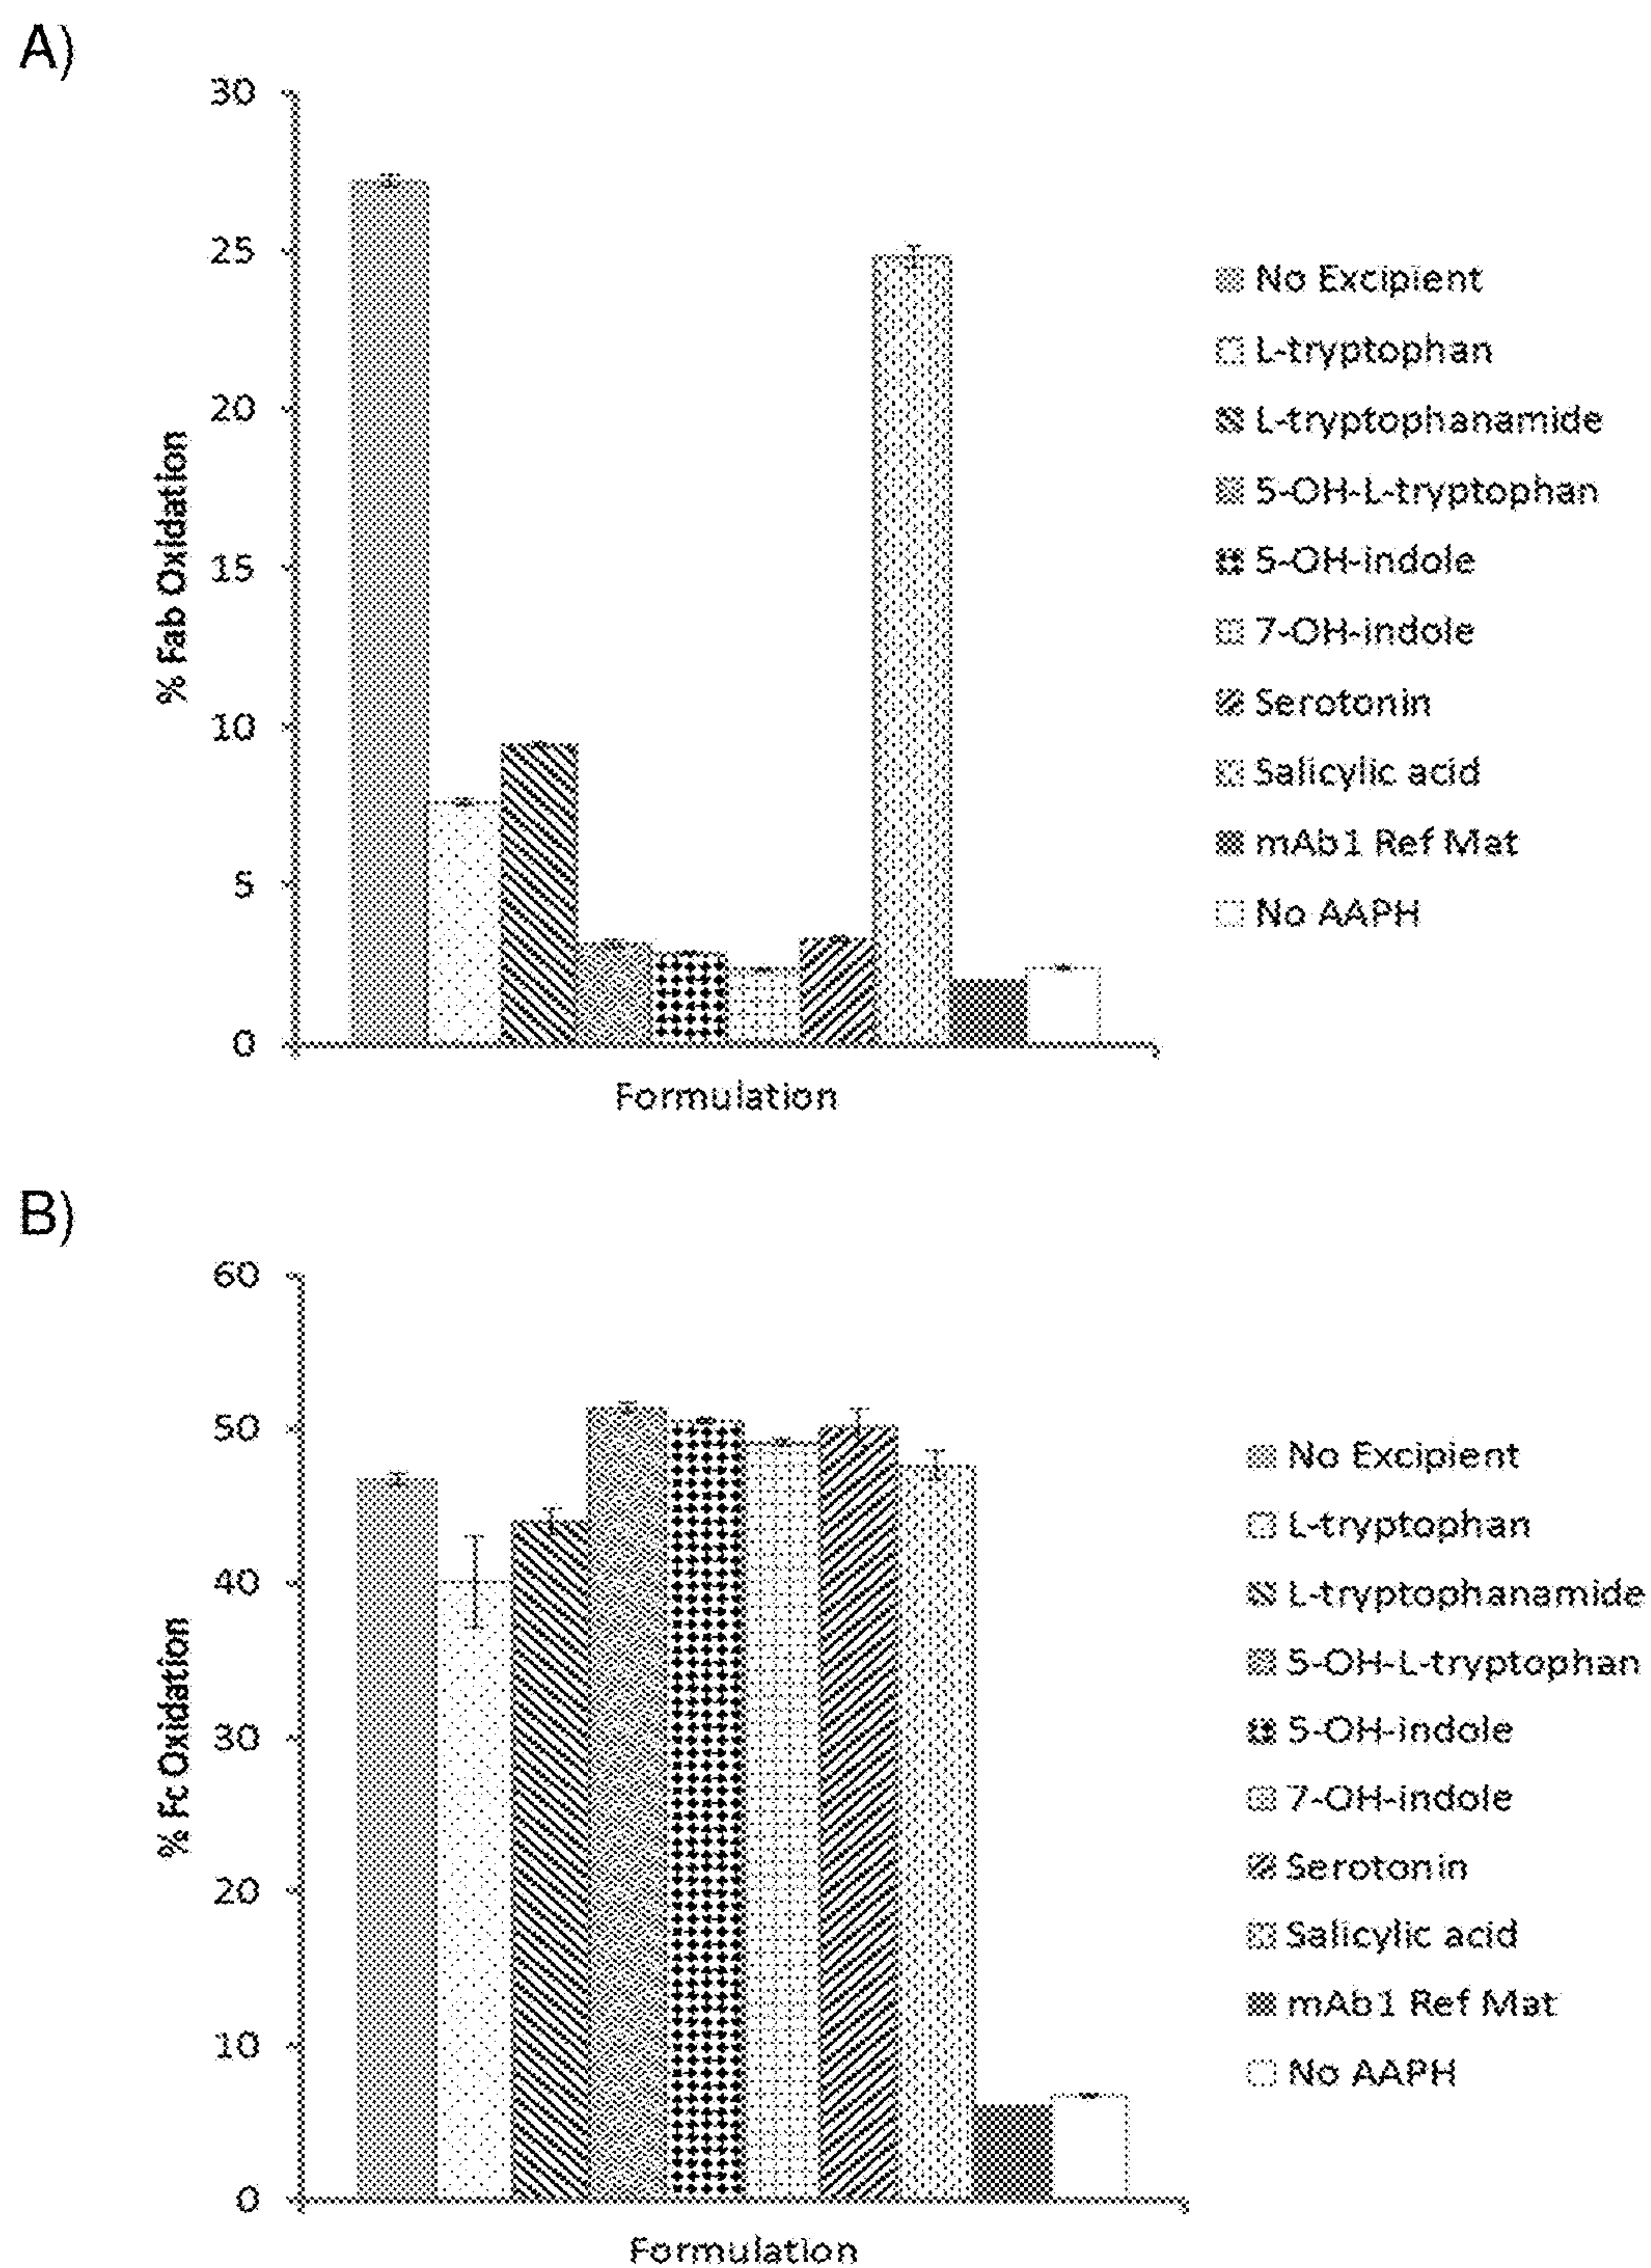 A)
30
25
20
15
10
5
0
% Fab Oxidation
Formulation
No Excipient
L-tryptophan
L-tryptophanamide
5-OH-L-tryptophan
5-OH-indole
7-OH-indole
Serotonin
Salicylic acid
mAb1 Ref Mat
No AAPH
B)
60
50
40
30
20
10
0
% Fc Oxidation
Formulation
No Excipient
L-tryptophan
L-tryptophanamide
5-OH-L-tryptophan
5-OH-indole
7-OH-indole
Serotonin
Salicylic acid
mAb1 Ref Mat
No AAPH